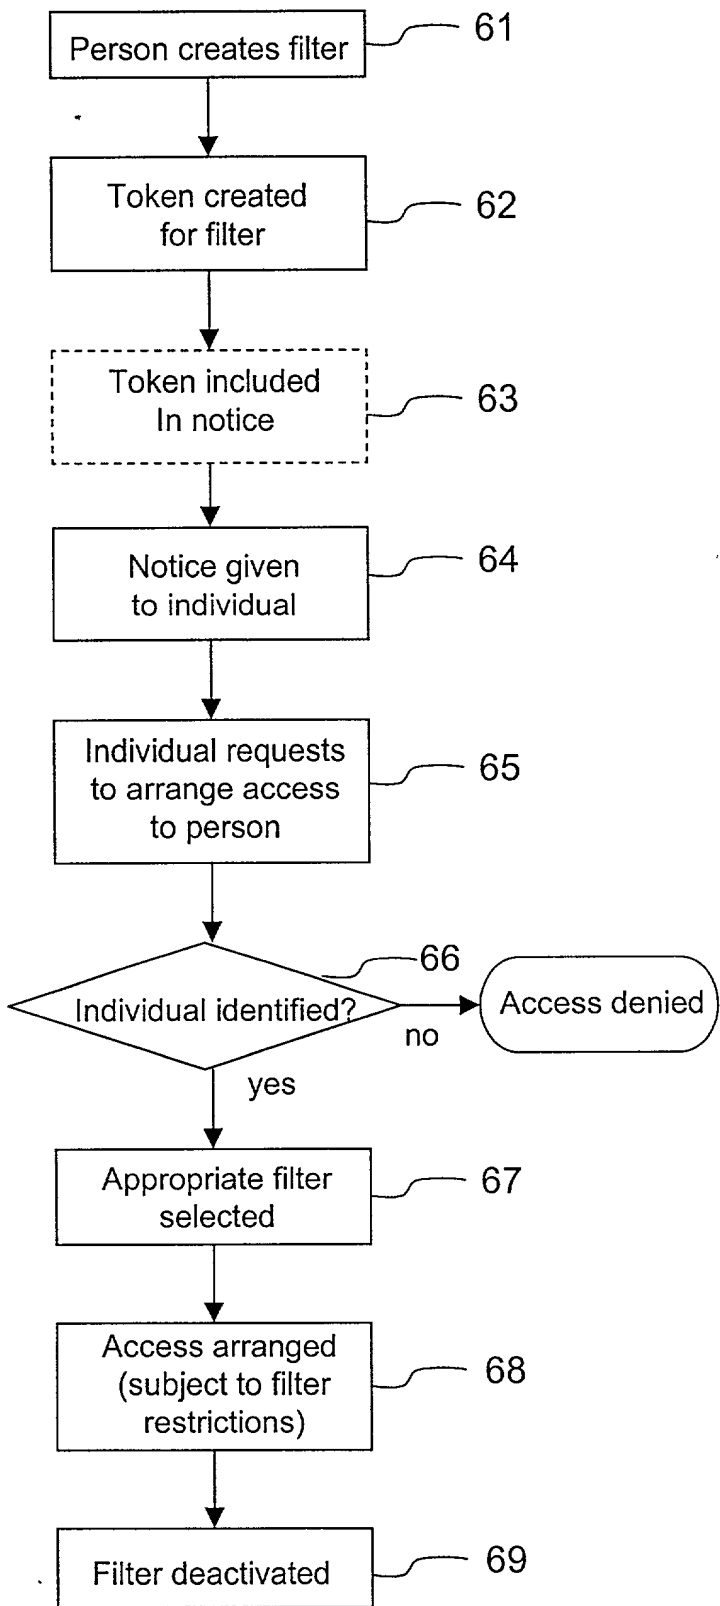 Person creates filter
61
Token created
for filter
62
Token included
In notice
63
Notice given
to individual
64
Individual requests
to arrange access
to person
65
66
Individual identified?
no
Access denied
yes
Appropriate filter
selected
67
Access arranged
(subject to filter
restrictions)
68
Filter deactivated
69